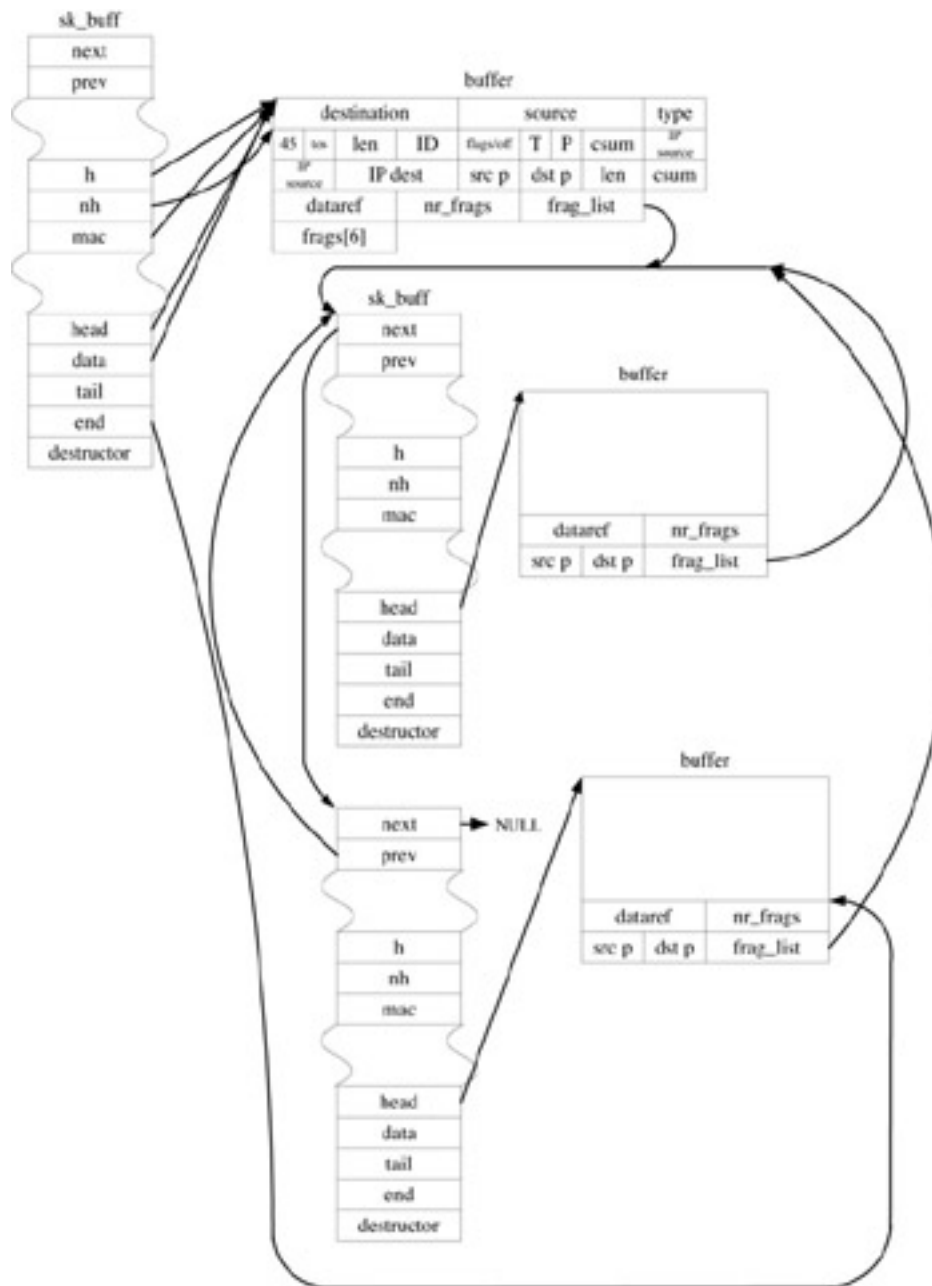 sk_buff
next
prev
h
nh
mac
head
data
tail
end
destructor
buffer
destination source type
45 tos len ID flags/off T P csum IP source
IP source IP dest src p dst p len csum
dataref nr_frags frag_list
frags[6]
sk_buff
next
prev
h
nh
mac
head
data
tail
end
destructor
buffer
dataref nr_frags
src p dst p frag_list
next NULL
prev
h
nh
mac
head
data
tail
end
destructor
buffer
dataref nr_frags
src p dst p frag_list